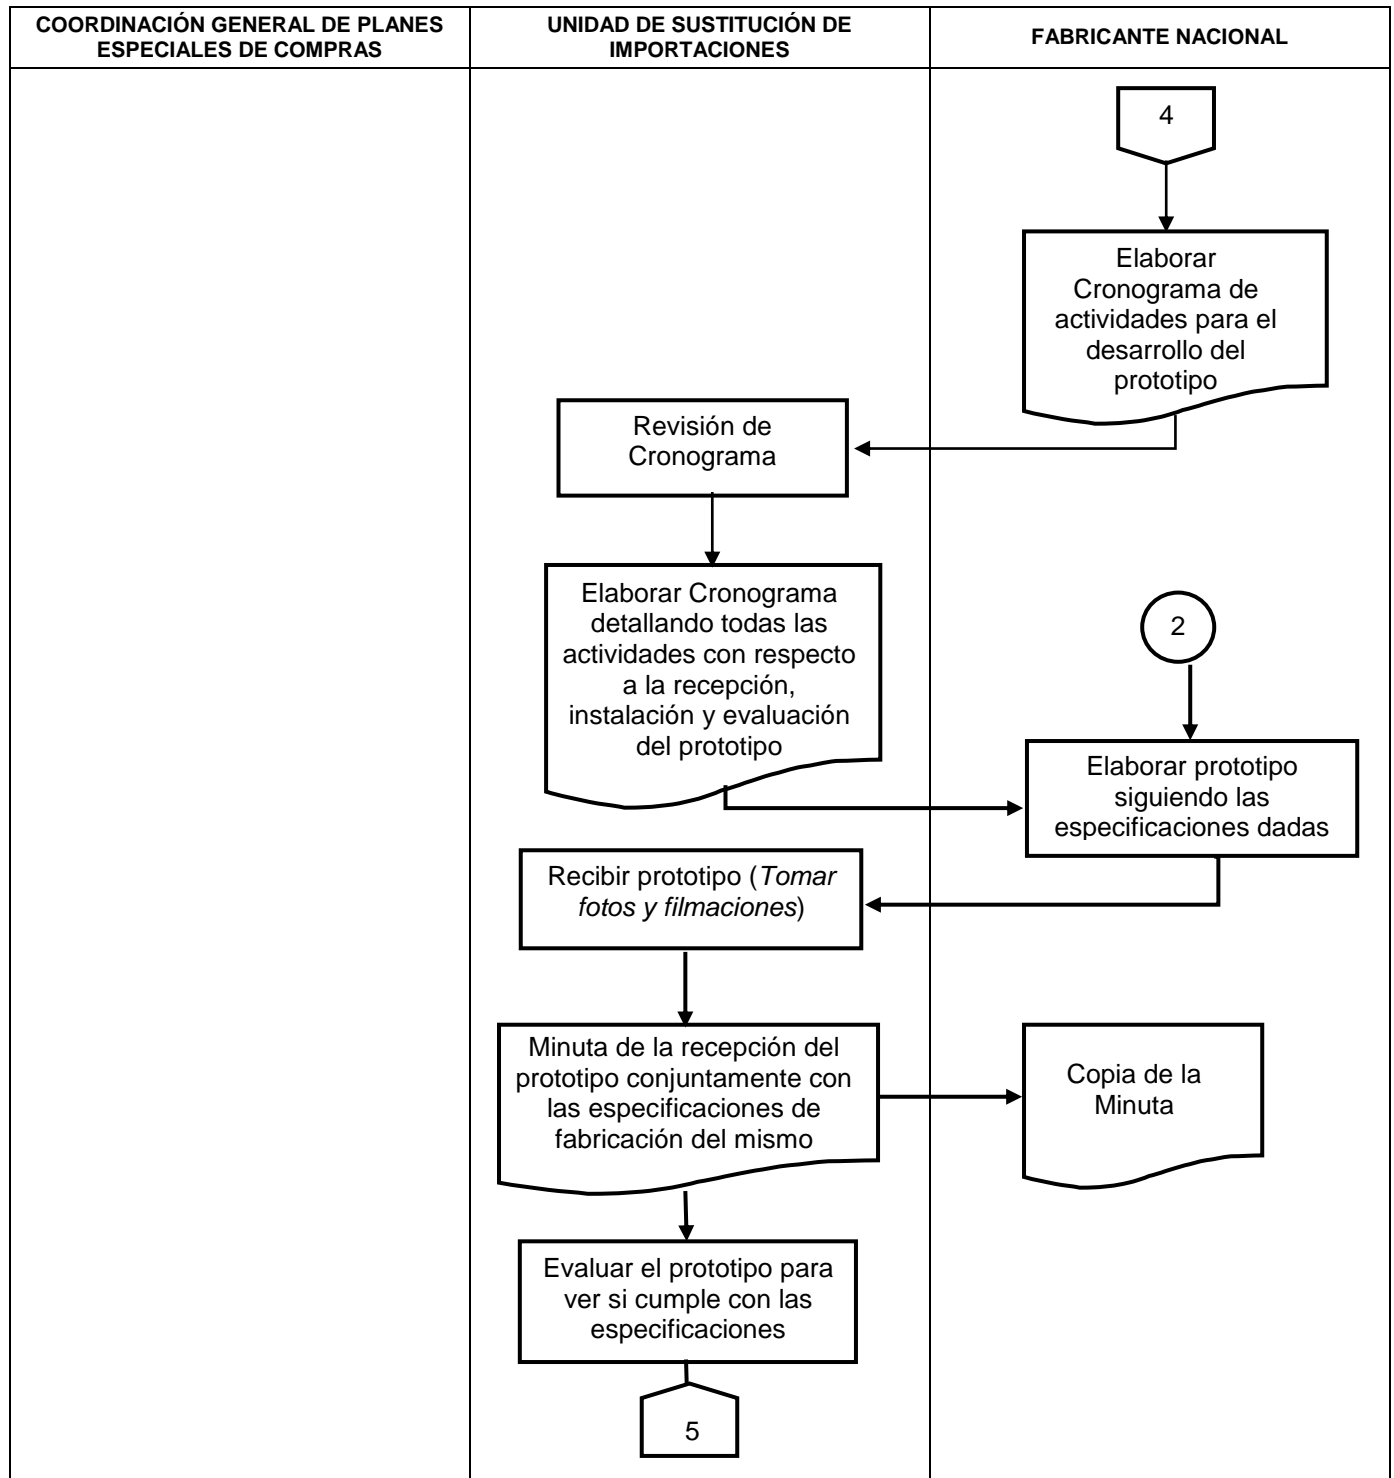 COORDINACIÓN GENERAL DE PLANES
ESPECIALES DE COMPRAS
UNIDAD DE SUSTITUCIÓN DE
IMPORTACIONES
FABRICANTE NACIONAL
4
Elaborar
Cronograma de
actividades para el
desarrollo del
prototipo
Revisión de
Cronograma
Elaborar Cronograma
detallando todas las
actividades con respecto
a la recepción,
instalación y evaluación
del prototipo
2
Elaborar prototipo
siguiendo las
especificaciones dadas
Recibir prototipo (Tomar
fotos y filmaciones)
Minuta de la recepción del
prototipo conjuntamente con
las especificaciones de
fabricación del mismo
Copia de la
Minuta
Evaluar el prototipo para
ver si cumple con las
especificaciones
5